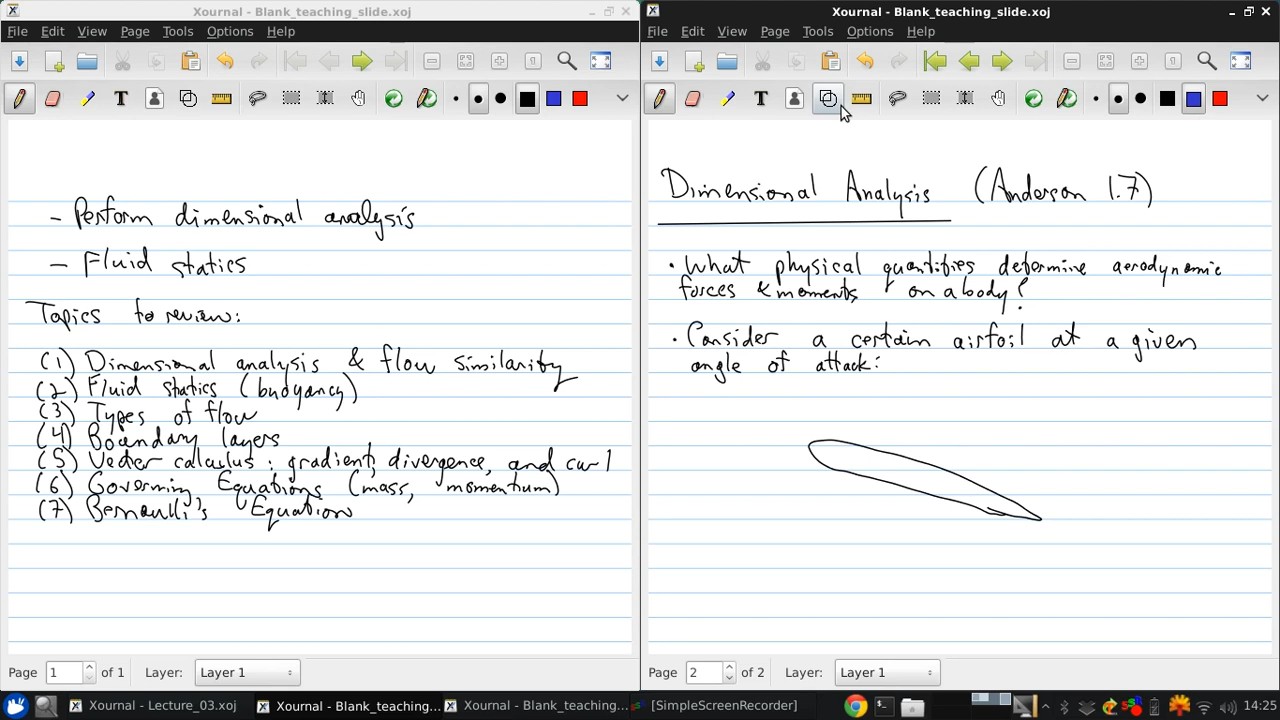 Xournal - Blank_teaching_slide.xoj
File Edit View Page Tools Options Help
- Perform dimensional analysis
- Fluid statics
Topics to review:
(1) Dimensional analysis & flow similarity
(2) Fluid statics (buoyancy)
(3) Types of flow
(4) Boundary layers
(5) Vector calculus: gradient, divergence, and curl
(6) Governing Equations (mass, momentum)
(7) Bernoulli's Equation
Page 1 of 1 Layer: Layer 1
Xournal - Blank_teaching_slide.xoj
File Edit View Page Tools Options Help
Dimensional Analysis (Anderson 1.7)
• What physical quantifies determine aerodynamic
forces & moments on a body?
• Consider a certain airfoil at a given
angle of attack:
Page 2 of 2 Layer: Layer 1
Xournal - Lecture_03.xoj Xournal - Blank_teaching... Xournal - Blank_teaching... [SimpleScreenRecorder] 14:25